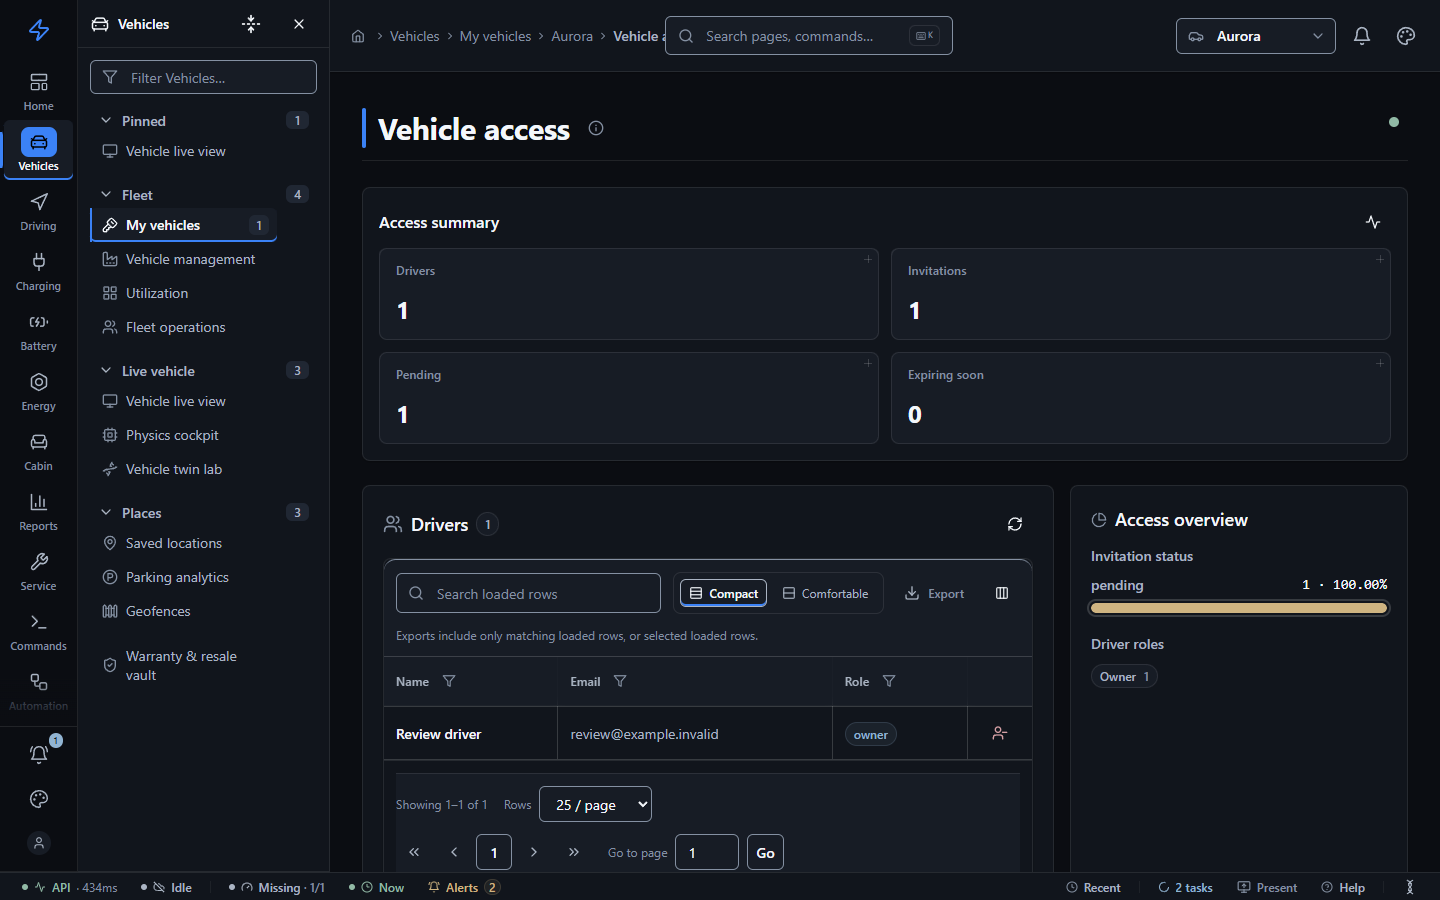 Vehicles
Home
Vehicles
Driving
Charging
Battery
Energy
Cabin
Reports
Service
Commands
Automation
1
Filter Vehicles...
Pinned 1
Vehicle live view
Fleet 4
My vehicles 1
Vehicle management
Utilization
Fleet operations
Live vehicle 3
Vehicle live view
Physics cockpit
Vehicle twin lab
Places 3
Saved locations
Parking analytics
Geofences
Warranty & resale
vault
Vehicles > My vehicles > Aurora > Vehicle a
Search pages, commands... K
Aurora
Vehicle access
Access summary
Drivers
1
Invitations
1
Pending
1
Expiring soon
0
Drivers 1
Search loaded rows
Compact
Comfortable
Export
Exports include only matching loaded rows, or selected loaded rows.
Name Email Role
Review driver review@example.invalid owner
Showing 1–1 of 1 Rows 25 / page
« ‹ 1 › » Go to page 1 Go
Access overview
Invitation status
pending 1 · 100.00%
Driver roles
Owner 1
API · 434ms
Idle
Missing · 1/1
Now
Alerts 2
Recent
2 tasks
Present
Help